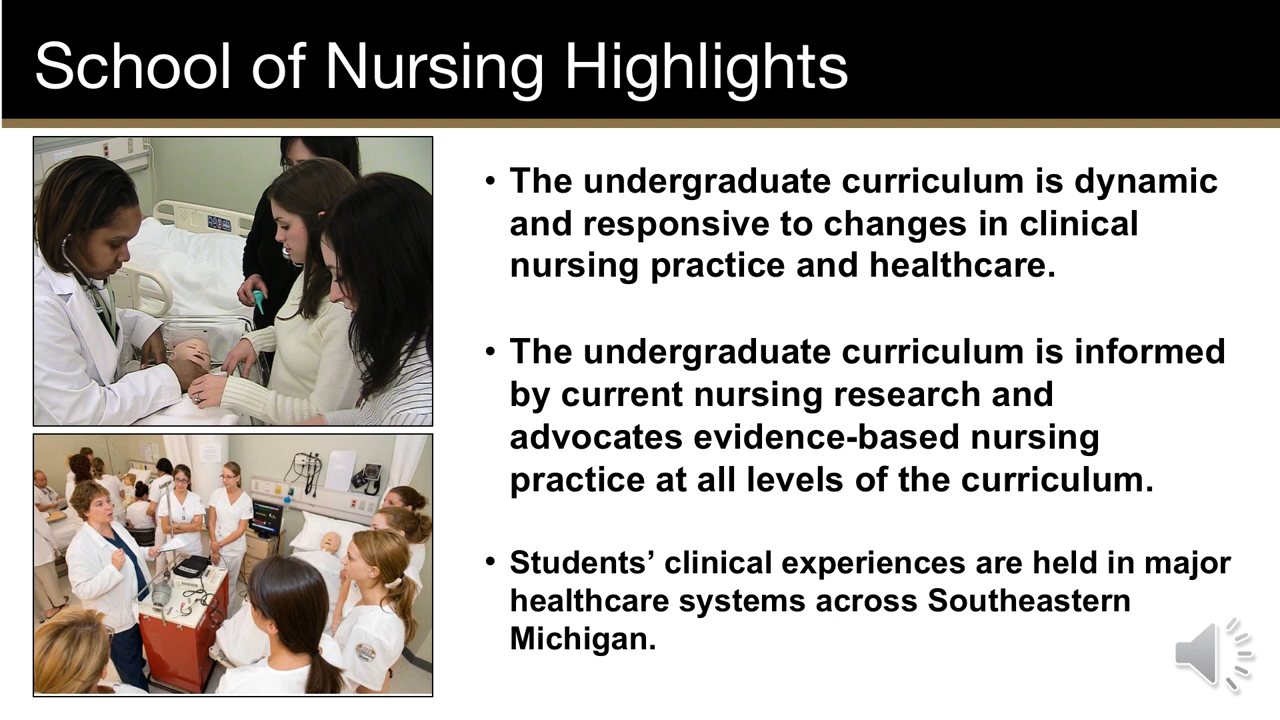 School of Nursing Highlights
• The undergraduate curriculum is dynamic
and responsive to changes in clinical
nursing practice and healthcare.
• The undergraduate curriculum is informed
by current nursing research and
advocates evidence-based nursing
practice at all levels of the curriculum.
• Students’ clinical experiences are held in major
healthcare systems across Southeastern
Michigan.